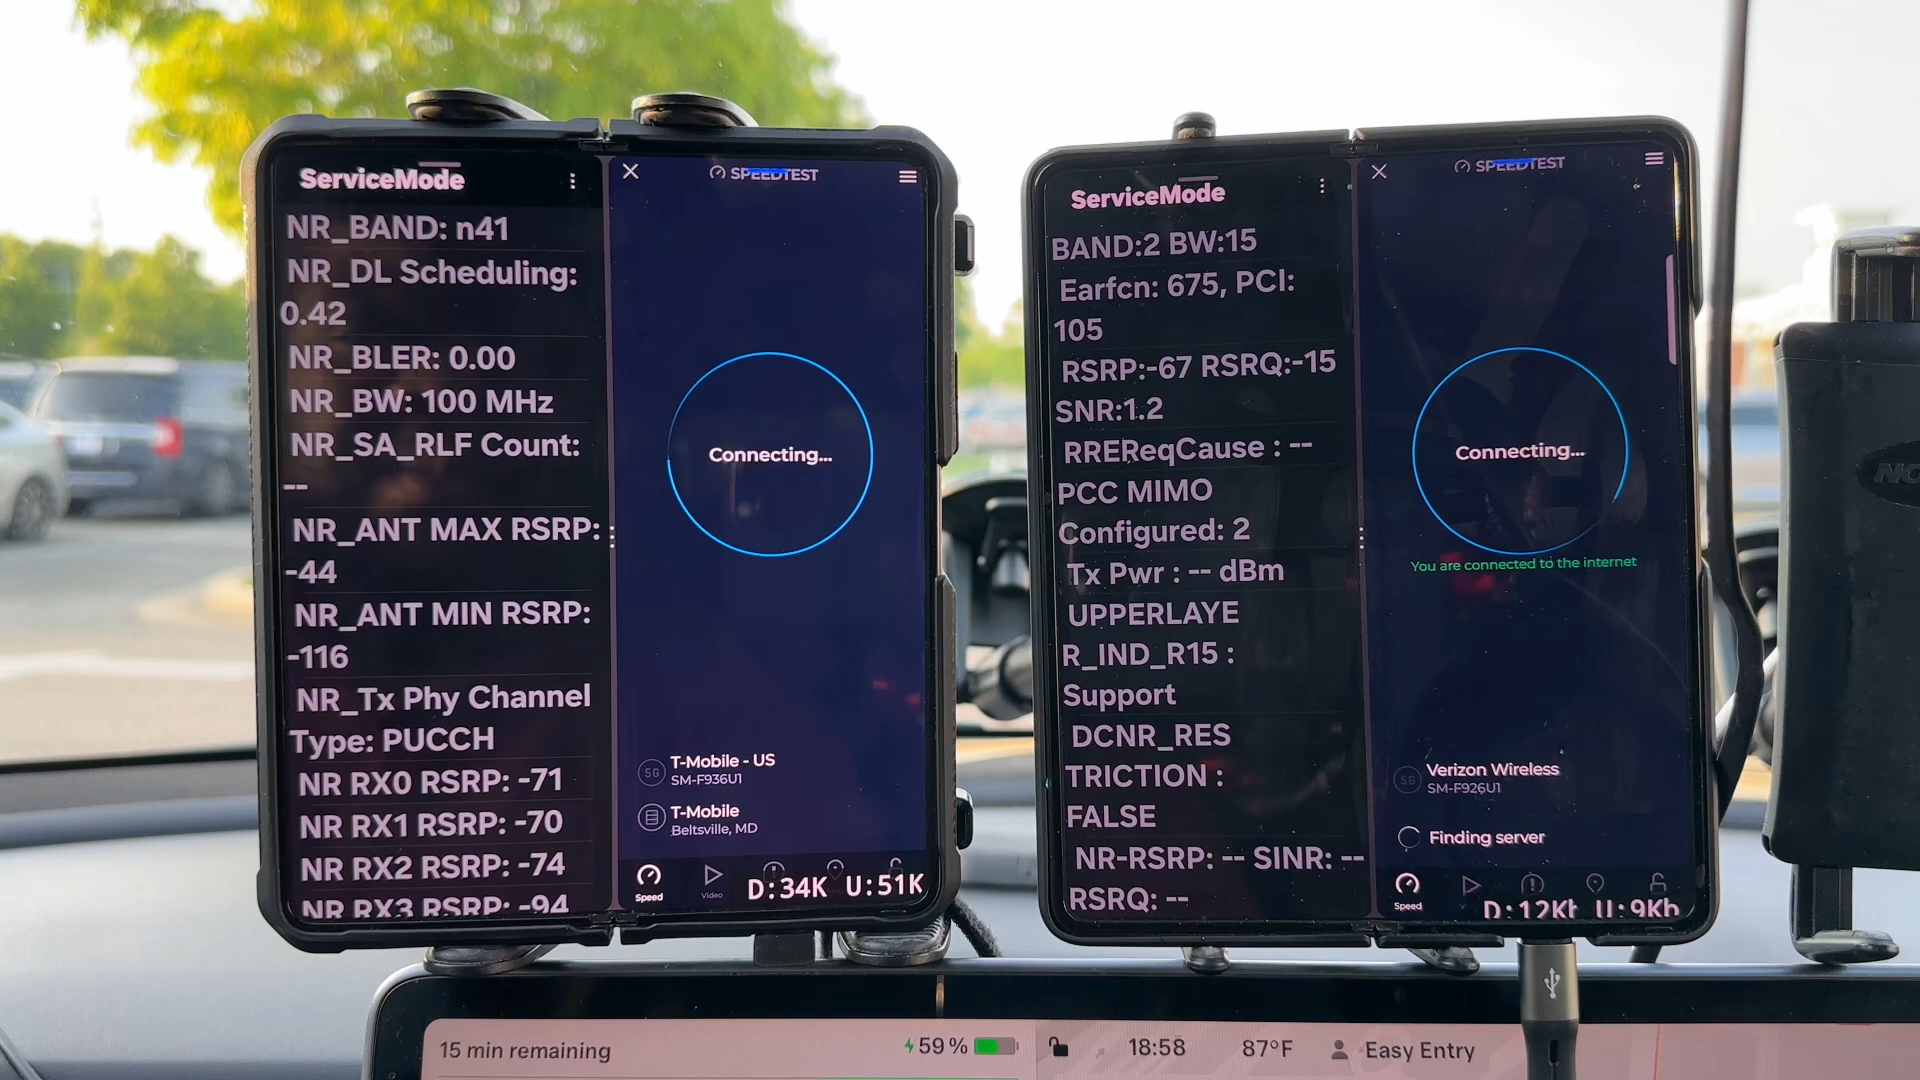 ServiceMode
NR_BAND: n41
NR_DL Scheduling:
0.42
NR_BLER: 0.00
NR_BW: 100 MHz
NR_SA_RLF Count:
--
NR_ANT MAX RSRP:
-44
NR_ANT MIN RSRP:
-116
NR_Tx Phy Channel
Type: PUCCH
NR RX0 RSRP: -71
NR RX1 RSRP: -70
NR RX2 RSRP: -74
NR RX3 RSRP: -94
SPEEDTEST
Connecting...
5G
T-Mobile - US
SM-F936U1
T-Mobile
Beltsville, MD
Speed
Video
D:34K U:51K
ServiceMode
BAND:2 BW:15
Earfcn: 675, PCI:
105
RSRP:-67 RSRQ:-15
SNR:1.2
RREReqCause : --
PCC MIMO
Configured: 2
Tx Pwr : -- dBm
UPPERLAYE
R_IND_R15 :
Support
DCNR_RES
TRICTION :
FALSE
NR-RSRP: -- SINR: --
RSRQ: --
SPEEDTEST
Connecting...
You are connected to the internet
5G
Verizon Wireless
SM-F926U1
Finding server
Speed
D:12Kb U:9Kb
15 min remaining
59 %
18:58
87°F
Easy Entry